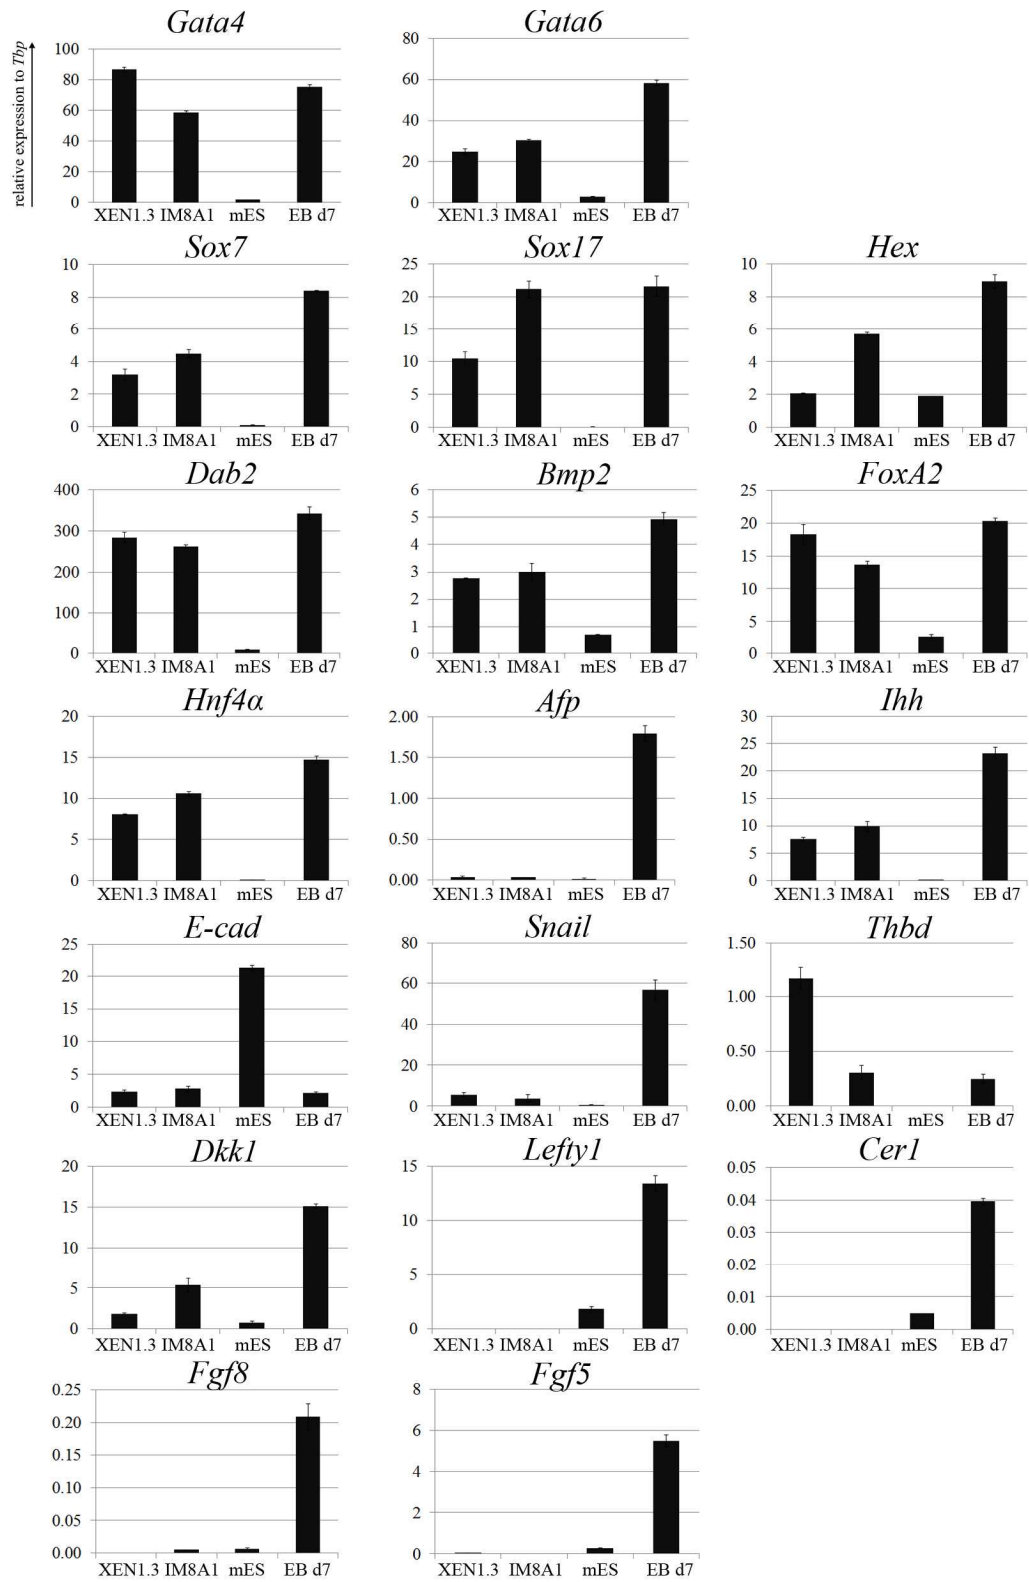 Gata4
relative expression to Tbp
100
80
60
40
20
0
XEN1.3 IM8A1 mES EB d7
Gata6
80
60
40
20
0
XEN1.3 IM8A1 mES EB d7
Sox7
10
8
6
4
2
0
XEN1.3 IM8A1 mES EB d7
Sox17
25
20
15
10
5
0
XEN1.3 IM8A1 mES EB d7
Hex
10
8
6
4
2
0
XEN1.3 IM8A1 mES EB d7
Dab2
400
300
200
100
0
XEN1.3 IM8A1 mES EB d7
Bmp2
6
5
4
3
2
1
0
XEN1.3 IM8A1 mES EB d7
FoxA2
25
20
15
10
5
0
XEN1.3 IM8A1 mES EB d7
Hnf4α
20
15
10
5
0
XEN1.3 IM8A1 mES EB d7
Afp
2.00
1.50
1.00
0.50
0.00
XEN1.3 IM8A1 mES EB d7
Ihh
30
25
20
15
10
5
0
XEN1.3 IM8A1 mES EB d7
E-cad
25
20
15
10
5
0
XEN1.3 IM8A1 mES EB d7
Snail
80
60
40
20
0
XEN1.3 IM8A1 mES EB d7
Thbd
1.50
1.00
0.50
0.00
XEN1.3 IM8A1 mES EB d7
Dkk1
20
15
10
5
0
XEN1.3 IM8A1 mES EB d7
Lefty1
15
10
5
0
XEN1.3 IM8A1 mES EB d7
Cer1
0.05
0.04
0.03
0.02
0.01
0.00
XEN1.3 IM8A1 mES EB d7
Fgf8
0.25
0.20
0.15
0.10
0.05
0.00
XEN1.3 IM8A1 mES EB d7
Fgf5
8
6
4
2
0
XEN1.3 IM8A1 mES EB d7